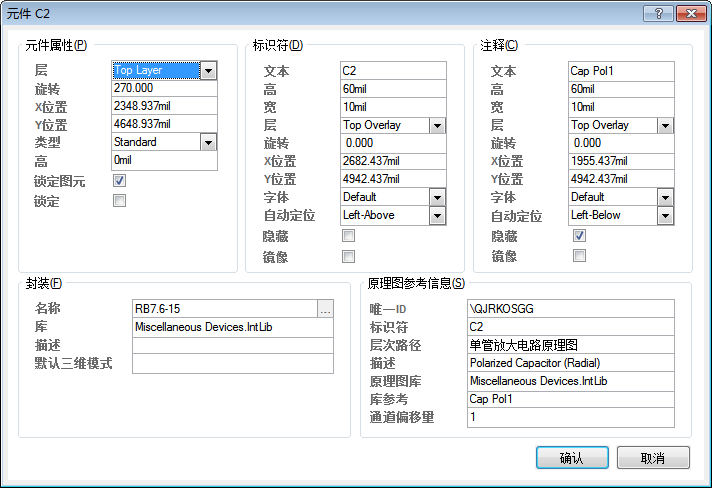 元件 C2
元件属性(P)
层 Top Layer
旋转 270.000
X位置 2348.937mil
Y位置 4648.937mil
类型 Standard
高 0mil
锁定图元
锁定
标识符(D)
文本 C2
高 60mil
宽 10mil
层 Top Overlay
旋转 0.000
X位置 2682.437mil
Y位置 4942.437mil
字体 Default
自动定位 Left-Above
隐藏
镜像
注释(C)
文本 Cap Pol1
高 60mil
宽 10mil
层 Top Overlay
旋转 0.000
X位置 1955.437mil
Y位置 4942.437mil
字体 Default
自动定位 Left-Below
隐藏
镜像
封装(F)
名称 RB7.6-15 ...
库 Miscellaneous Devices.IntLib
描述
默认三维模式
原理图参考信息(S)
唯一ID \QJRKOSGG
标识符 C2
层次路径 单管放大电路原理图
描述 Polarized Capacitor (Radial)
原理图库 Miscellaneous Devices.IntLib
库参考 Cap Pol1
通道偏移量 1
确认 取消